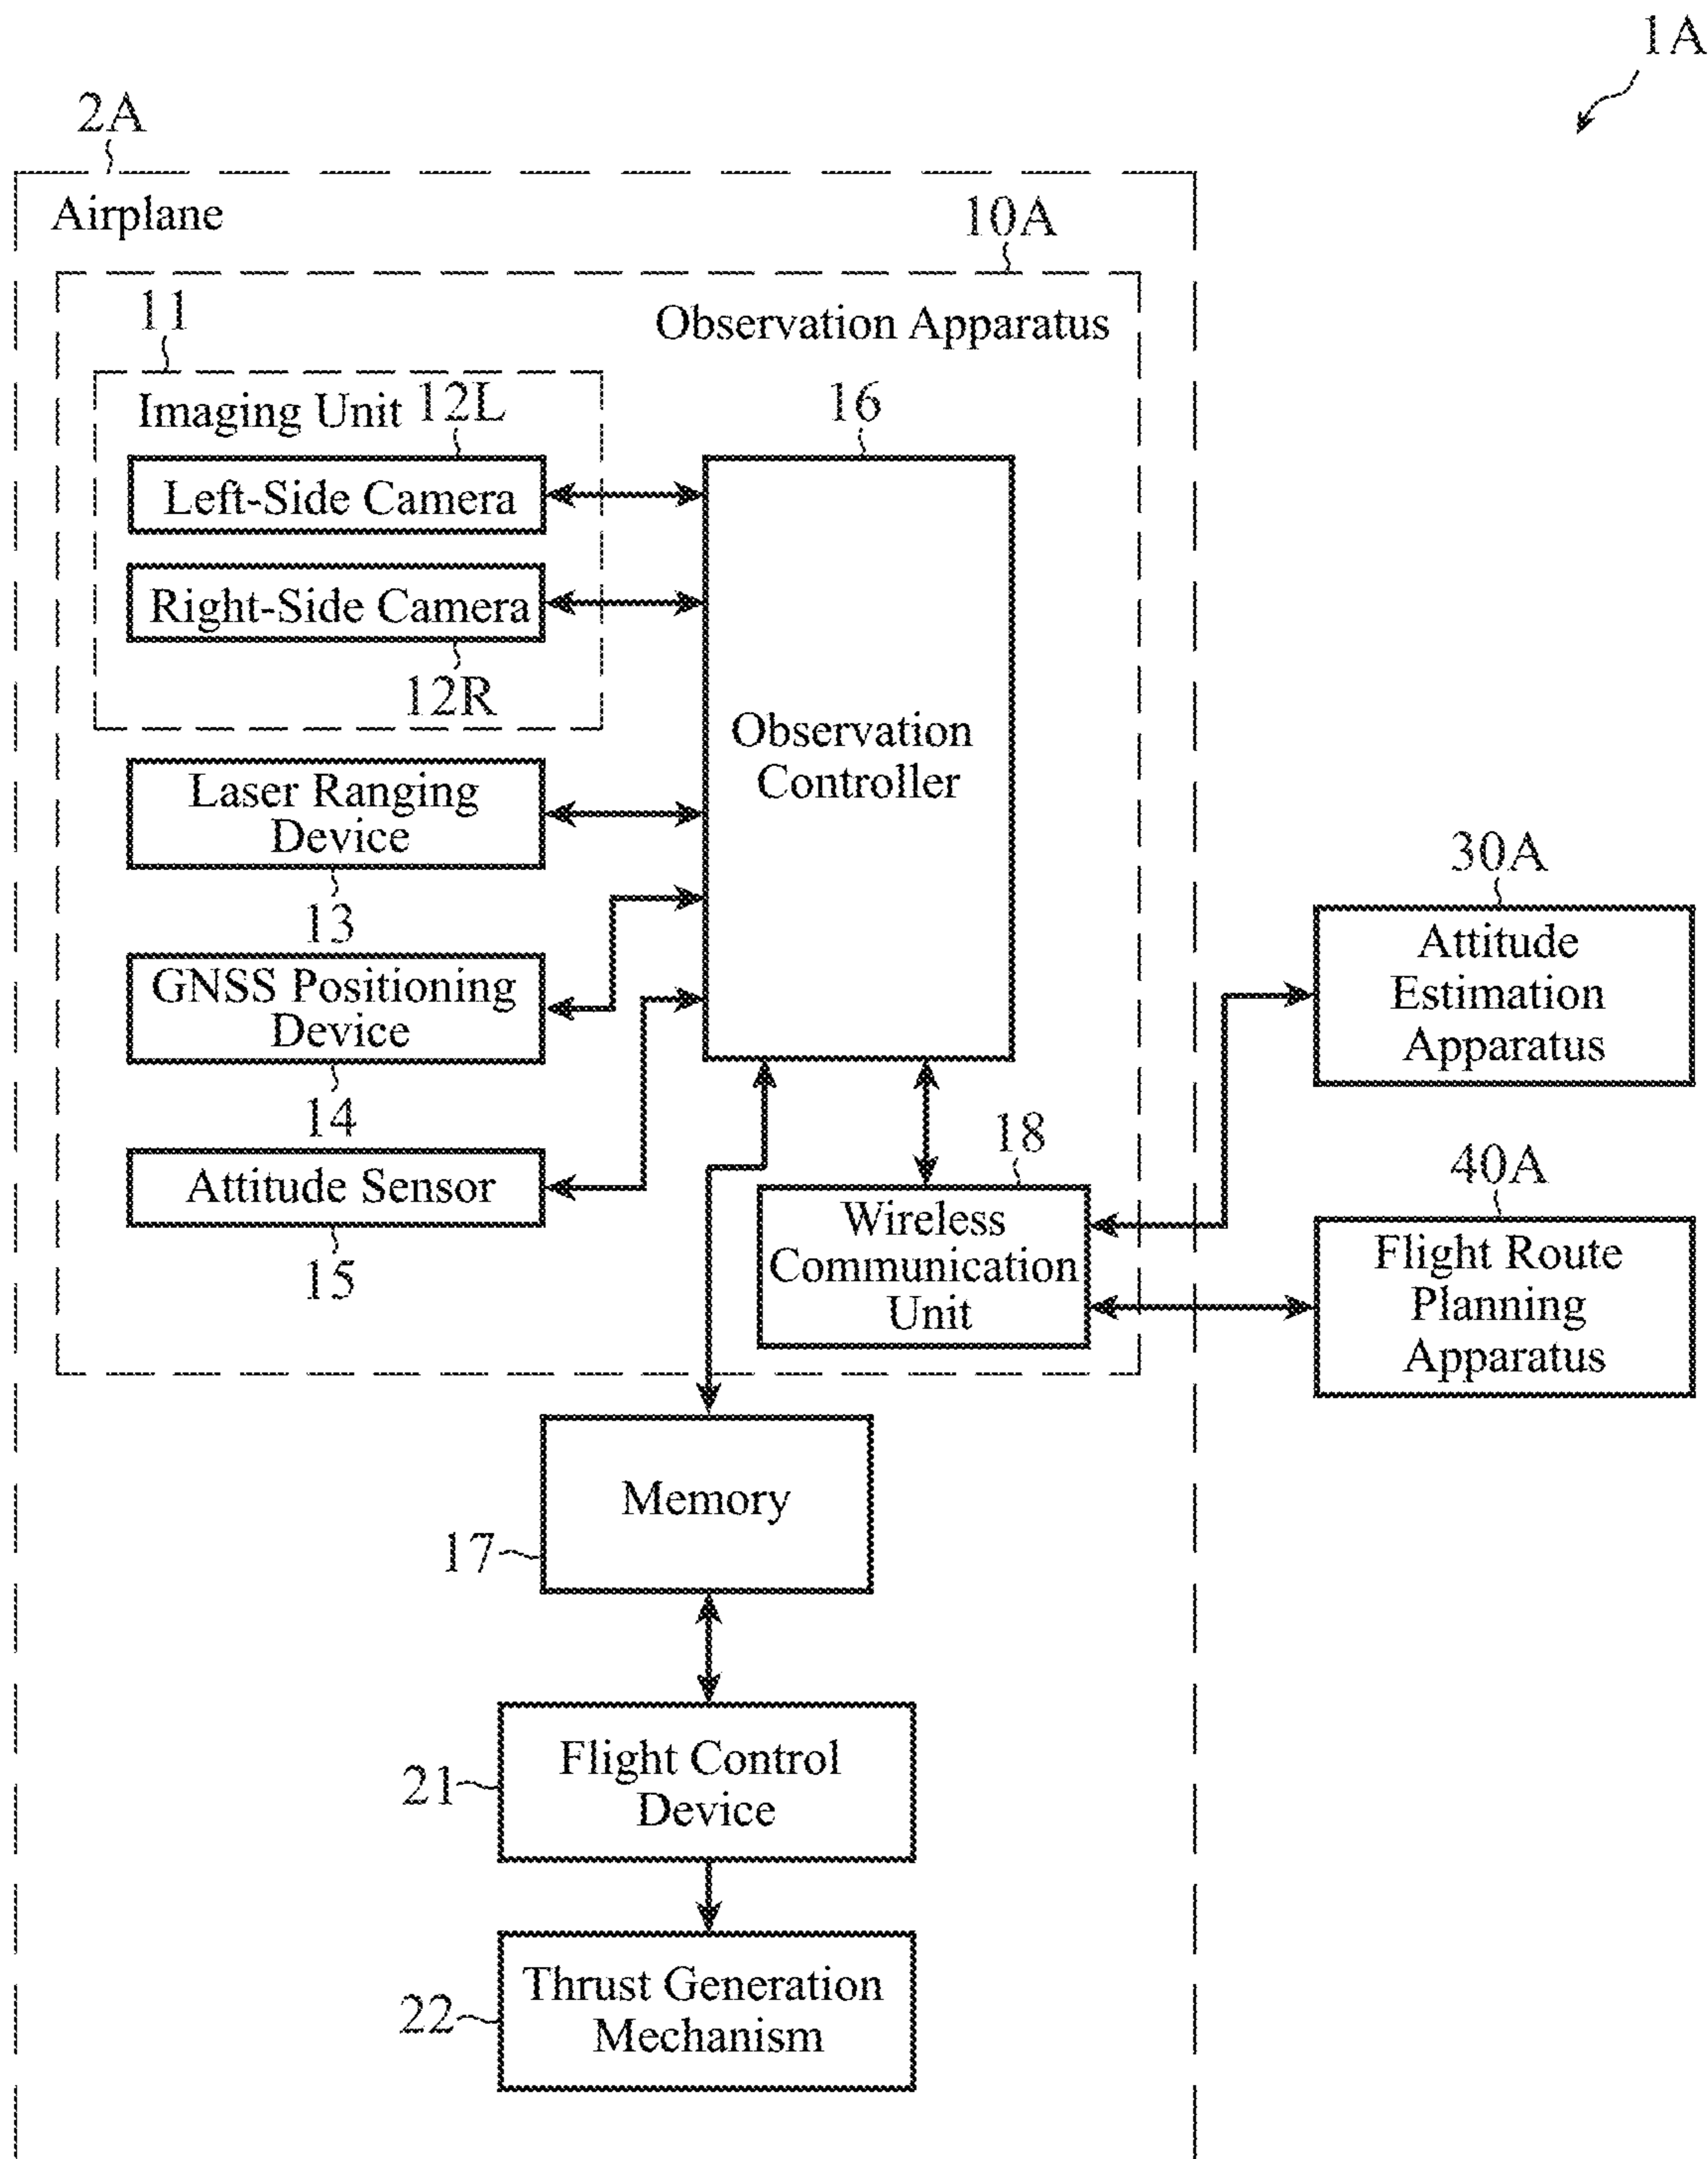 1A
2A
Airplane
10A
Observation Apparatus
11
Imaging Unit
12L
Left-Side Camera
Right-Side Camera
12R
16
Observation
Controller
Laser Ranging
Device
13
GNSS Positioning
Device
14
Attitude Sensor
15
18
Wireless
Communication
Unit
30A
Attitude
Estimation
Apparatus
40A
Flight Route
Planning
Apparatus
Memory
17
Flight Control
Device
21
Thrust Generation
Mechanism
22